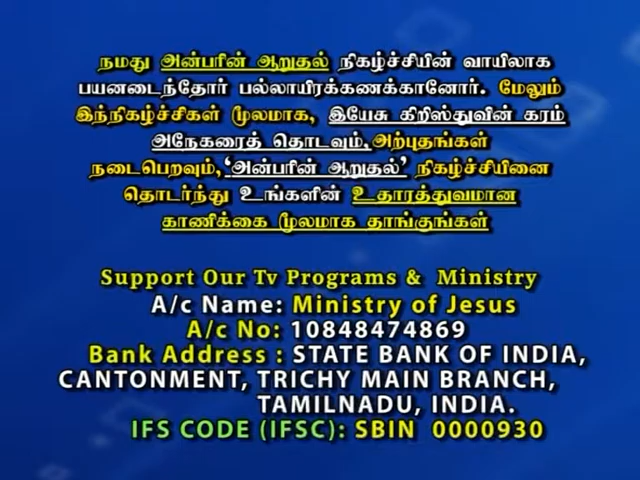 நமது அன்பரின் ஆறுதல் நிகழ்ச்சியின் வாயிலாக
பயனடைந்தோர் பல்லாயிரக்கணக்கானோர். மேலும்
இந்நிகழ்ச்சிகள் மூலமாக, இயேசு கிறிஸ்துவின் கரம்
அநேகரைத் தொடவும், அற்புதங்கள்
நடைபெறவும்,‘அன்பரின் ஆறுதல்’ நிகழ்ச்சியினை
தொடர்ந்து உங்களின் உதாரத்துவமான
காணிக்கை மூலமாக தாங்குங்கள்
Support Our Tv Programs & Ministry
A/c Name: Ministry of Jesus
A/c No: 10848474869
Bank Address : STATE BANK OF INDIA,
CANTONMENT, TRICHY MAIN BRANCH,
TAMILNADU, INDIA.
IFS CODE (IFSC): SBIN 0000930